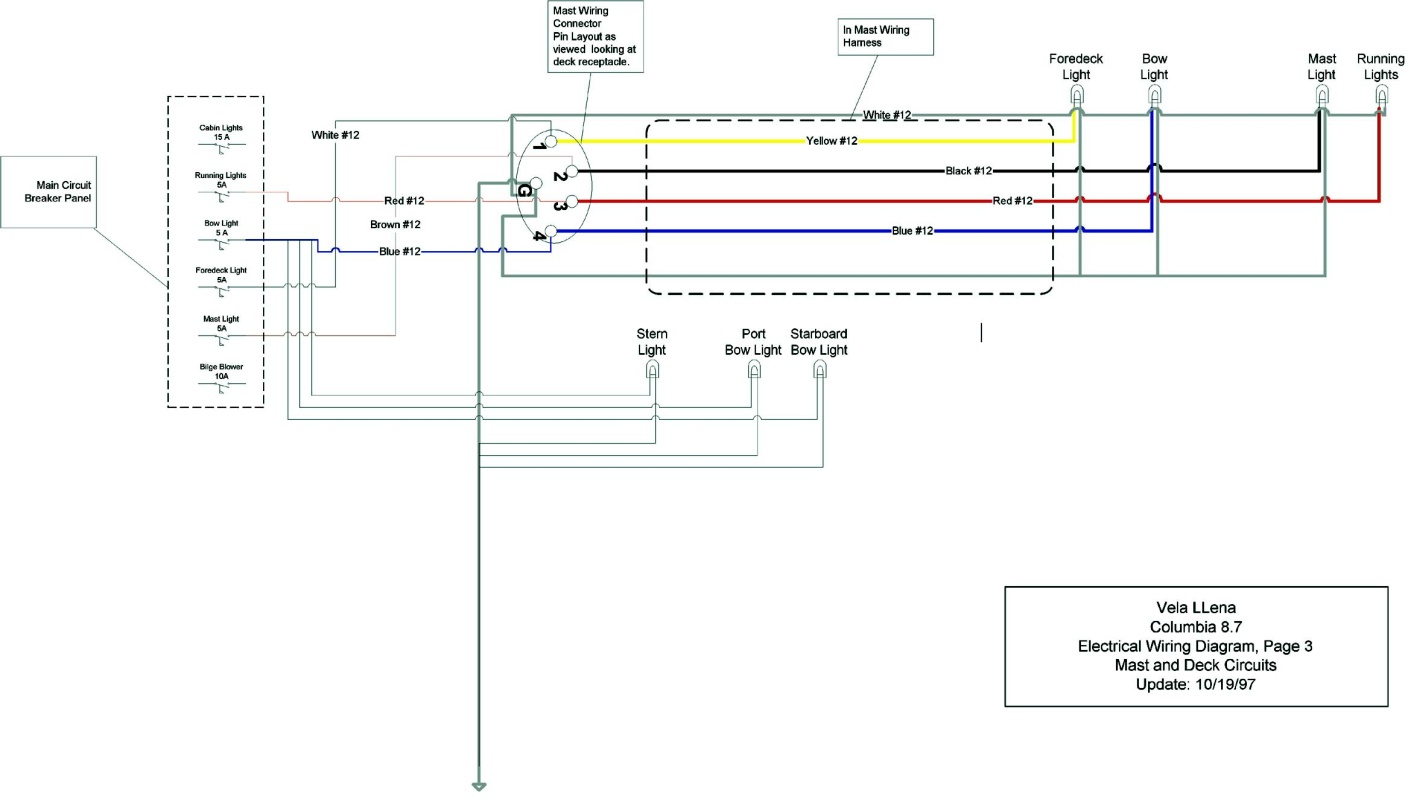 Mast Wiring
Connector
Pin Layout as
viewed looking at
deck receptacle.
In Mast Wiring
Harness
Foredeck
Light
Bow
Light
Mast
Light
Running
Lights
Cabin Lights
15 A
Running Lights
5A
Bow Light
5 A
Foredeck Light
5A
Mast Light
5A
Bilge Blower
10A
Main Circuit
Breaker Panel
White #12
Red #12
Brown #12
Blue #12
1
2
G
3
4
White #12
Yellow #12
Black #12
Red #12
Blue #12
Stern
Light
Port
Bow Light
Starboard
Bow Light
Vela LLena
Columbia 8.7
Electrical Wiring Diagram, Page 3
Mast and Deck Circuits
Update: 10/19/97